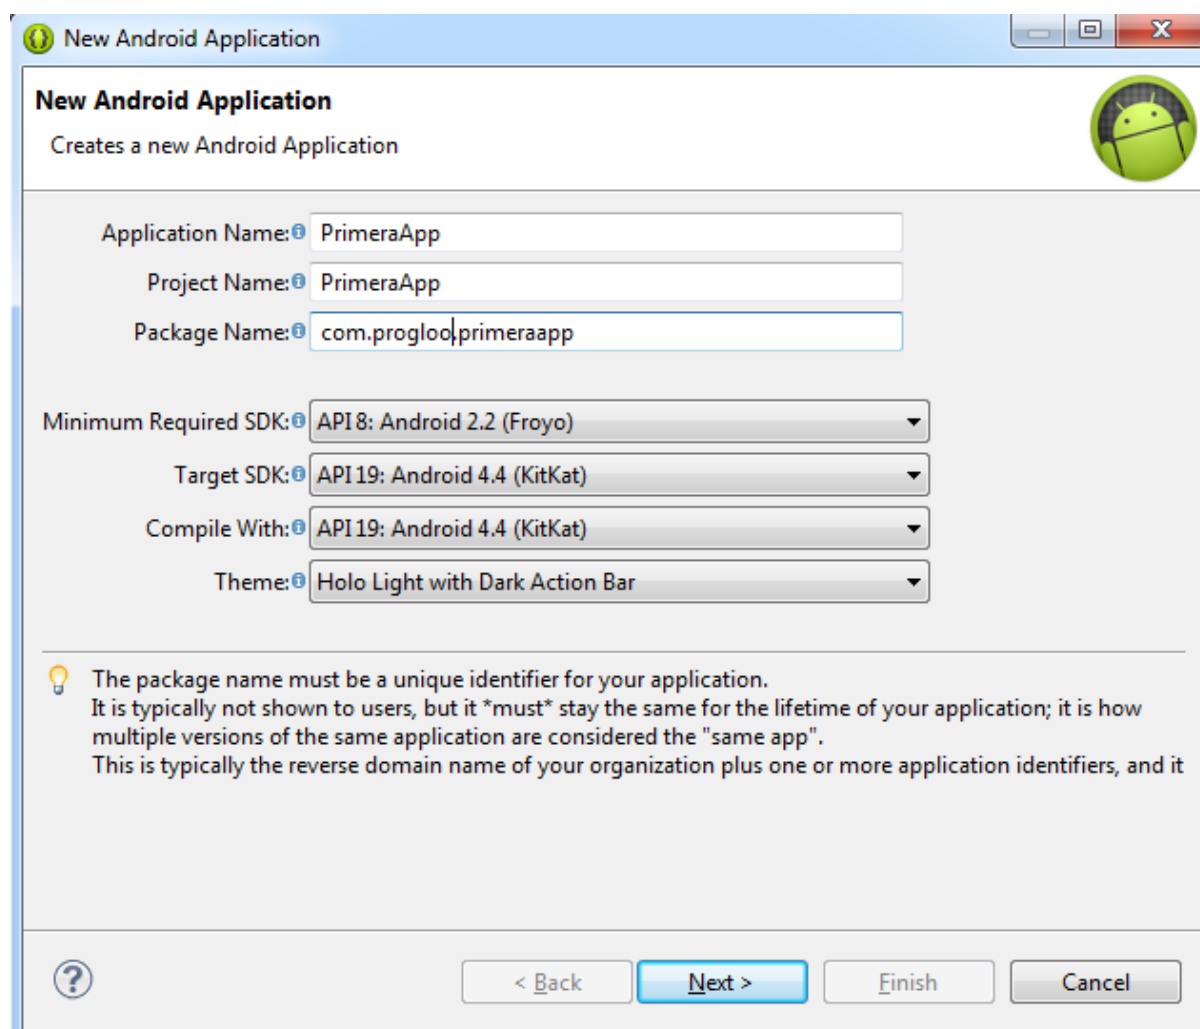 New Android Application
New Android Application
Creates a new Android Application
Application Name: PrimeraApp
Project Name: PrimeraApp
Package Name: com.progloo.primeraapp
Minimum Required SDK: API 8: Android 2.2 (Froyo)
Target SDK: API 19: Android 4.4 (KitKat)
Compile With: API 19: Android 4.4 (KitKat)
Theme: Holo Light with Dark Action Bar
The package name must be a unique identifier for your application.
It is typically not shown to users, but it *must* stay the same for the lifetime of your application; it is how
multiple versions of the same application are considered the "same app".
This is typically the reverse domain name of your organization plus one or more application identifiers, and it
< Back Next > Finish Cancel